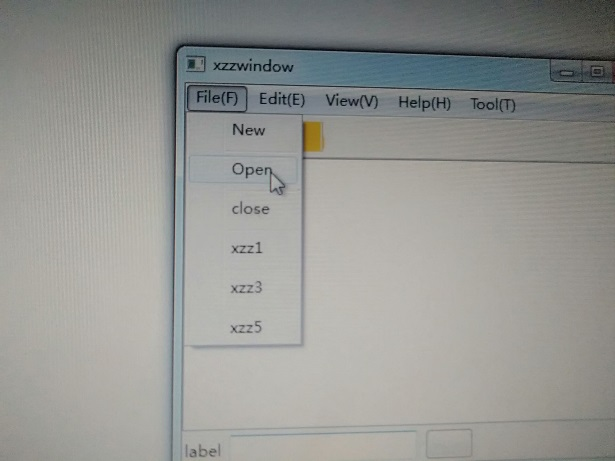 xzzwindow
File(F) Edit(E) View(V) Help(H) Tool(T)
New
Open
close
xzz1
xzz3
xzz5
label